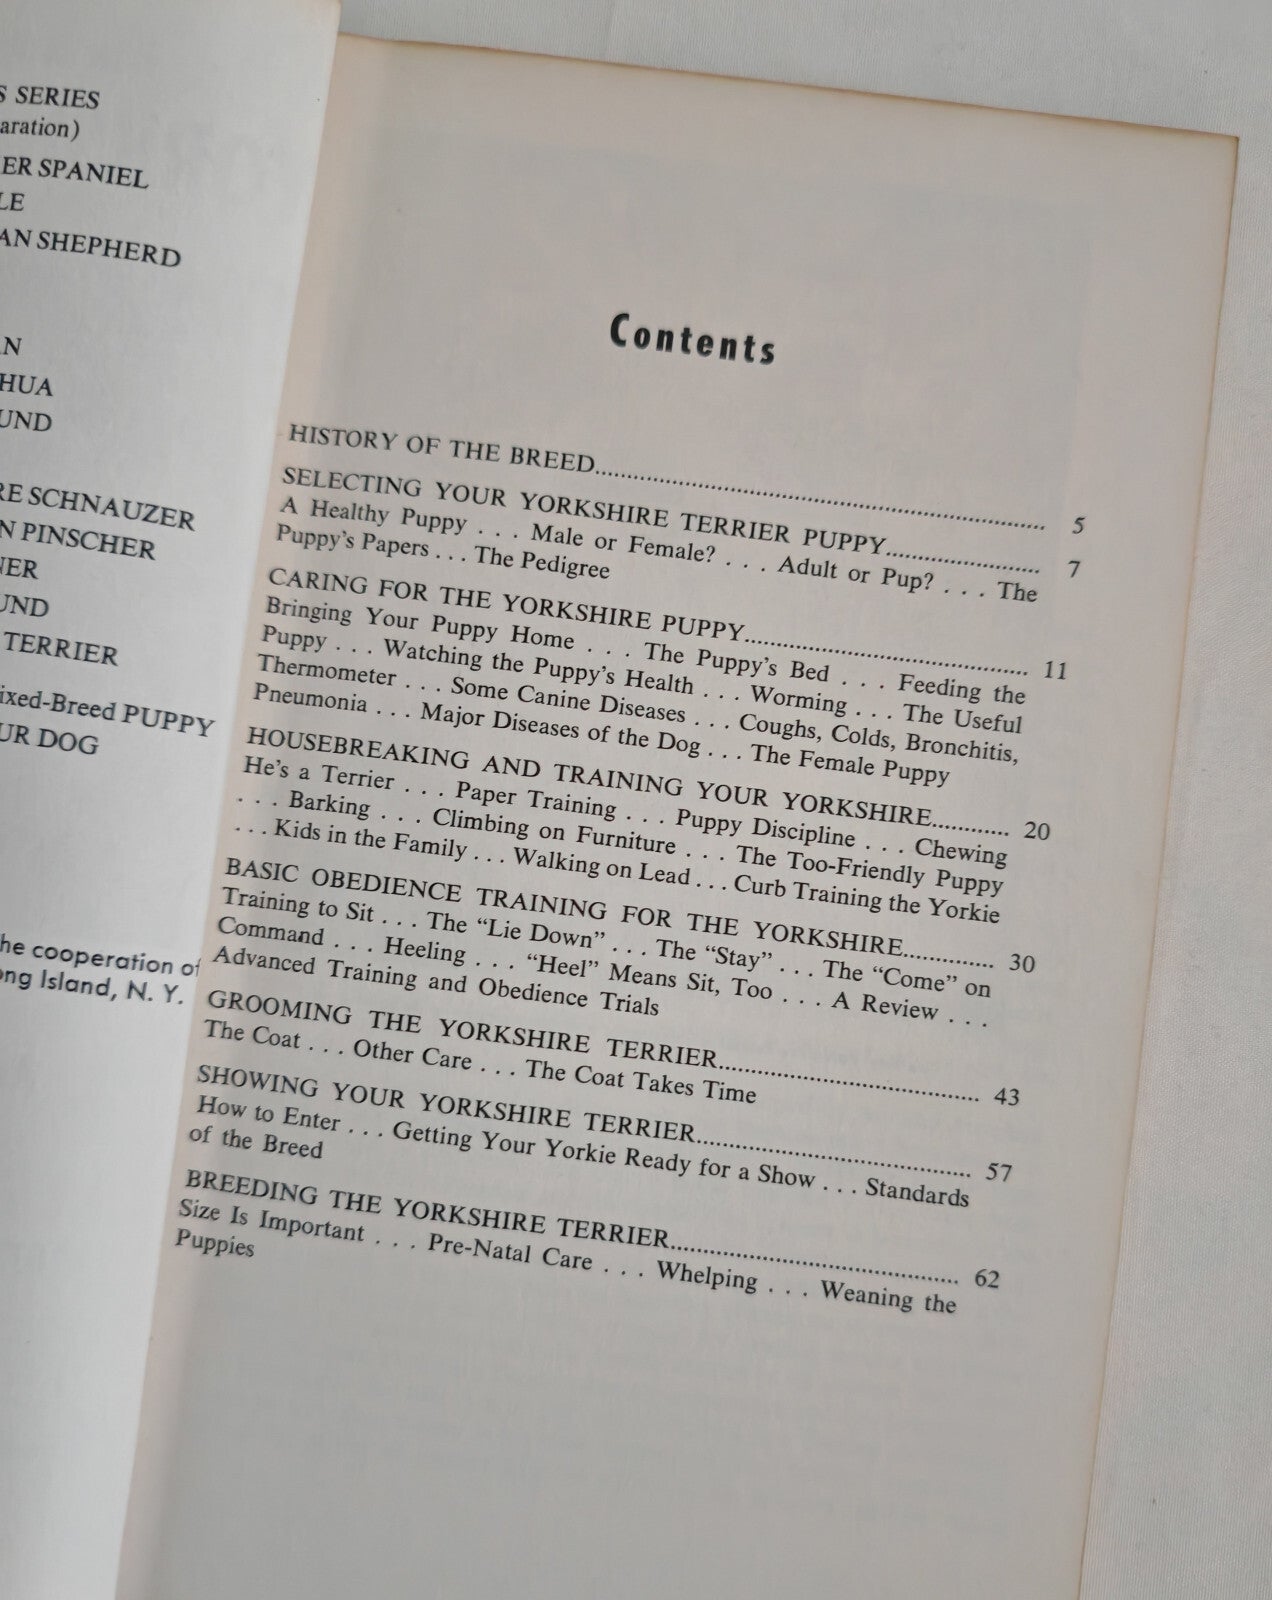 S SERIES
aration)
ER SPANIEL
LE
AN SHEPHERD
AN
HUA
UND
RE SCHNAUZER
N PINSCHER
NER
UND
TERRIER
ixed-Breed PUPPY
UR DOG
he cooperation of
ong Island, N. Y.
Contents
HISTORY OF THE BREED.......... 5
SELECTING YOUR YORKSHIRE TERRIER PUPPY.......... 7
A Healthy Puppy . . . Male or Female? . . . Adult or Pup? . . . The
Puppy's Papers . . . The Pedigree
CARING FOR THE YORKSHIRE PUPPY.......... 11
Bringing Your Puppy Home . . . The Puppy's Bed . . . Feeding the
Puppy . . . Watching the Puppy's Health . . . Worming . . . The Useful
Thermometer . . . Some Canine Diseases . . . Coughs, Colds, Bronchitis,
Pneumonia . . . Major Diseases of the Dog . . . The Female Puppy
HOUSEBREAKING AND TRAINING YOUR YORKSHIRE.......... 20
He's a Terrier . . . Paper Training . . . Puppy Discipline . . . Chewing
. . . Barking . . . Climbing on Furniture . . . The Too-Friendly Puppy
. . . Kids in the Family . . . Walking on Lead . . . Curb Training the Yorkie
BASIC OBEDIENCE TRAINING FOR THE YORKSHIRE.......... 30
Training to Sit . . . The “Lie Down” . . . The “Stay” . . . The “Come” on
Command . . . Heeling . . . “Heel” Means Sit, Too . . . A Review . . .
Advanced Training and Obedience Trials
GROOMING THE YORKSHIRE TERRIER.......... 43
The Coat . . . Other Care . . . The Coat Takes Time
SHOWING YOUR YORKSHIRE TERRIER.......... 57
How to Enter . . . Getting Your Yorkie Ready for a Show . . . Standards
of the Breed
BREEDING THE YORKSHIRE TERRIER.......... 62
Size Is Important . . . Pre-Natal Care . . . Whelping . . . Weaning the
Puppies